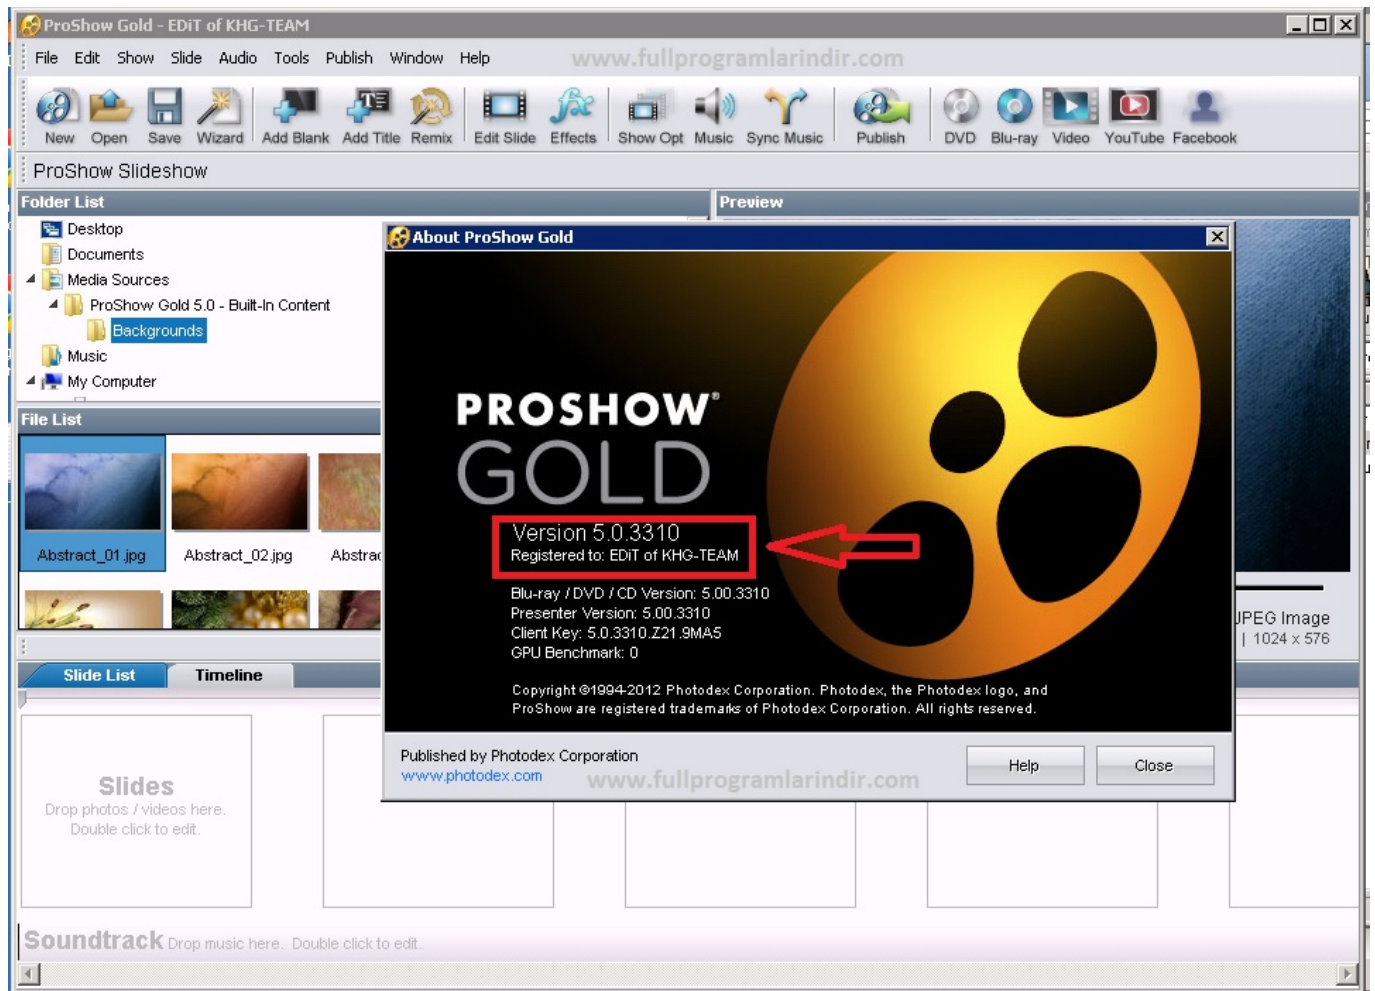 ProShow Gold - EDiT of KHG-TEAM
File Edit Show Slide Audio Tools Publish Window Help
www.fullprogramlarindir.com
New Open Save Wizard Add Blank Add Title Remix Edit Slide Effects Show Opt Music Sync Music Publish DVD Blu-ray Video YouTube Facebook
ProShow Slideshow
Folder List
Preview
Desktop
Documents
Media Sources
ProShow Gold 5.0 - Built-In Content
Backgrounds
Music
My Computer
File List
Abstract_01.jpg Abstract_02.jpg
About ProShow Gold
PROSHOW®
GOLD
Version 5.0.3310
Registered to: EDiT of KHG-TEAM
Blu-ray / DVD / CD Version: 5.00.3310
Presenter Version: 5.00.3310
Client Key: 5.0.3310.Z21.9MA5
GPU Benchmark: 0
Copyright ©1994-2012 Photodex Corporation. Photodex, the Photodex logo, and
ProShow are registered trademarks of Photodex Corporation. All rights reserved.
Published by Photodex Corporation
www.photodex.com
www.fullprogramlarindir.com
Help Close
JPEG Image
| 1024 x 576
Slide List Timeline
Slides
Drop photos / videos here.
Double click to edit.
Soundtrack Drop music here. Double click to edit.